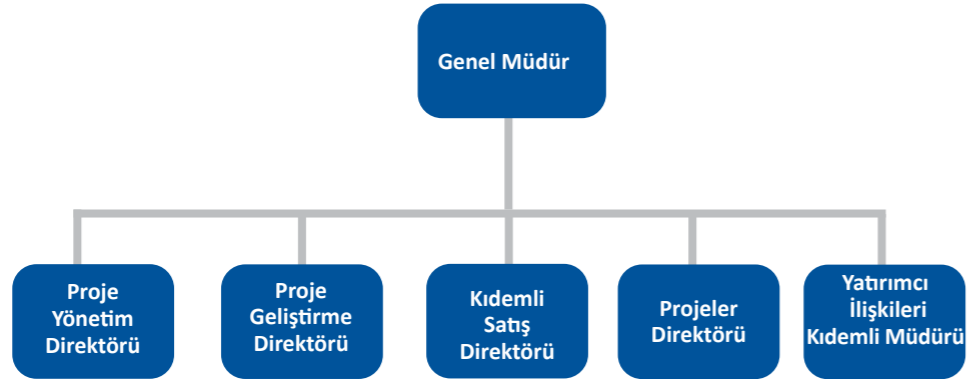 Genel Müdür
Proje
Yönetim
Direktörü
Proje
Geliştirme
Direktörü
Kıdemli
Satış
Direktörü
Projeler
Direktörü
Yatırımcı
İlişkileri
Kıdemli Müdürü